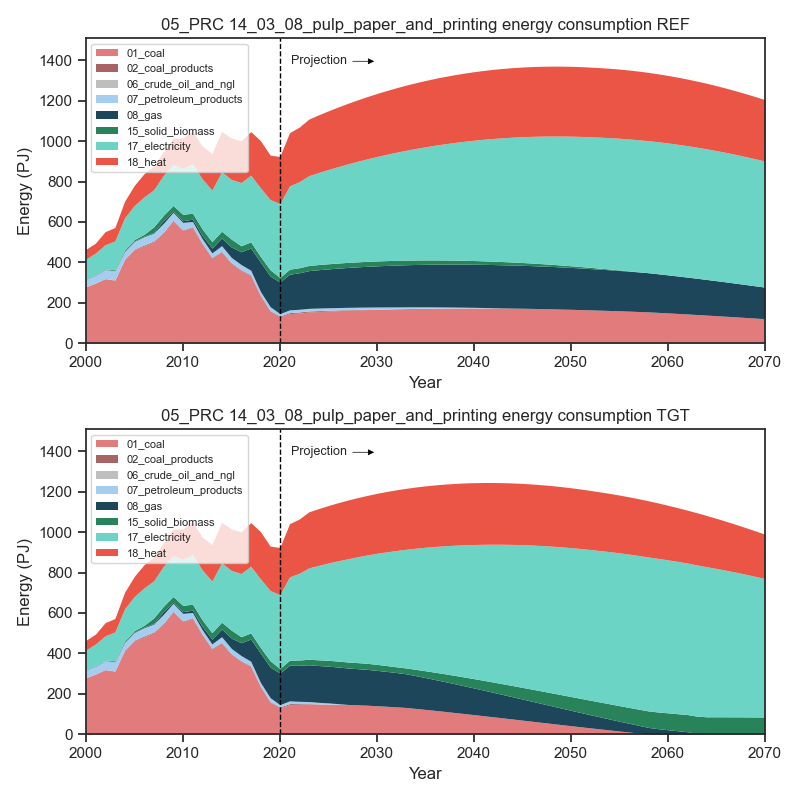 05_PRC 14_03_08_pulp_paper_and_printing energy consumption REF
Energy (PJ)
1400
1200
1000
800
600
400
200
0
01_coal
02_coal_products
06_crude_oil_and_ngl
07_petroleum_products
08_gas
15_solid_biomass
17_electricity
18_heat
Projection
2000 2010 2020 2030 2040 2050 2060 2070
Year
05_PRC 14_03_08_pulp_paper_and_printing energy consumption TGT
Energy (PJ)
1400
1200
1000
800
600
400
200
0
01_coal
02_coal_products
06_crude_oil_and_ngl
07_petroleum_products
08_gas
15_solid_biomass
17_electricity
18_heat
Projection
2000 2010 2020 2030 2040 2050 2060 2070
Year